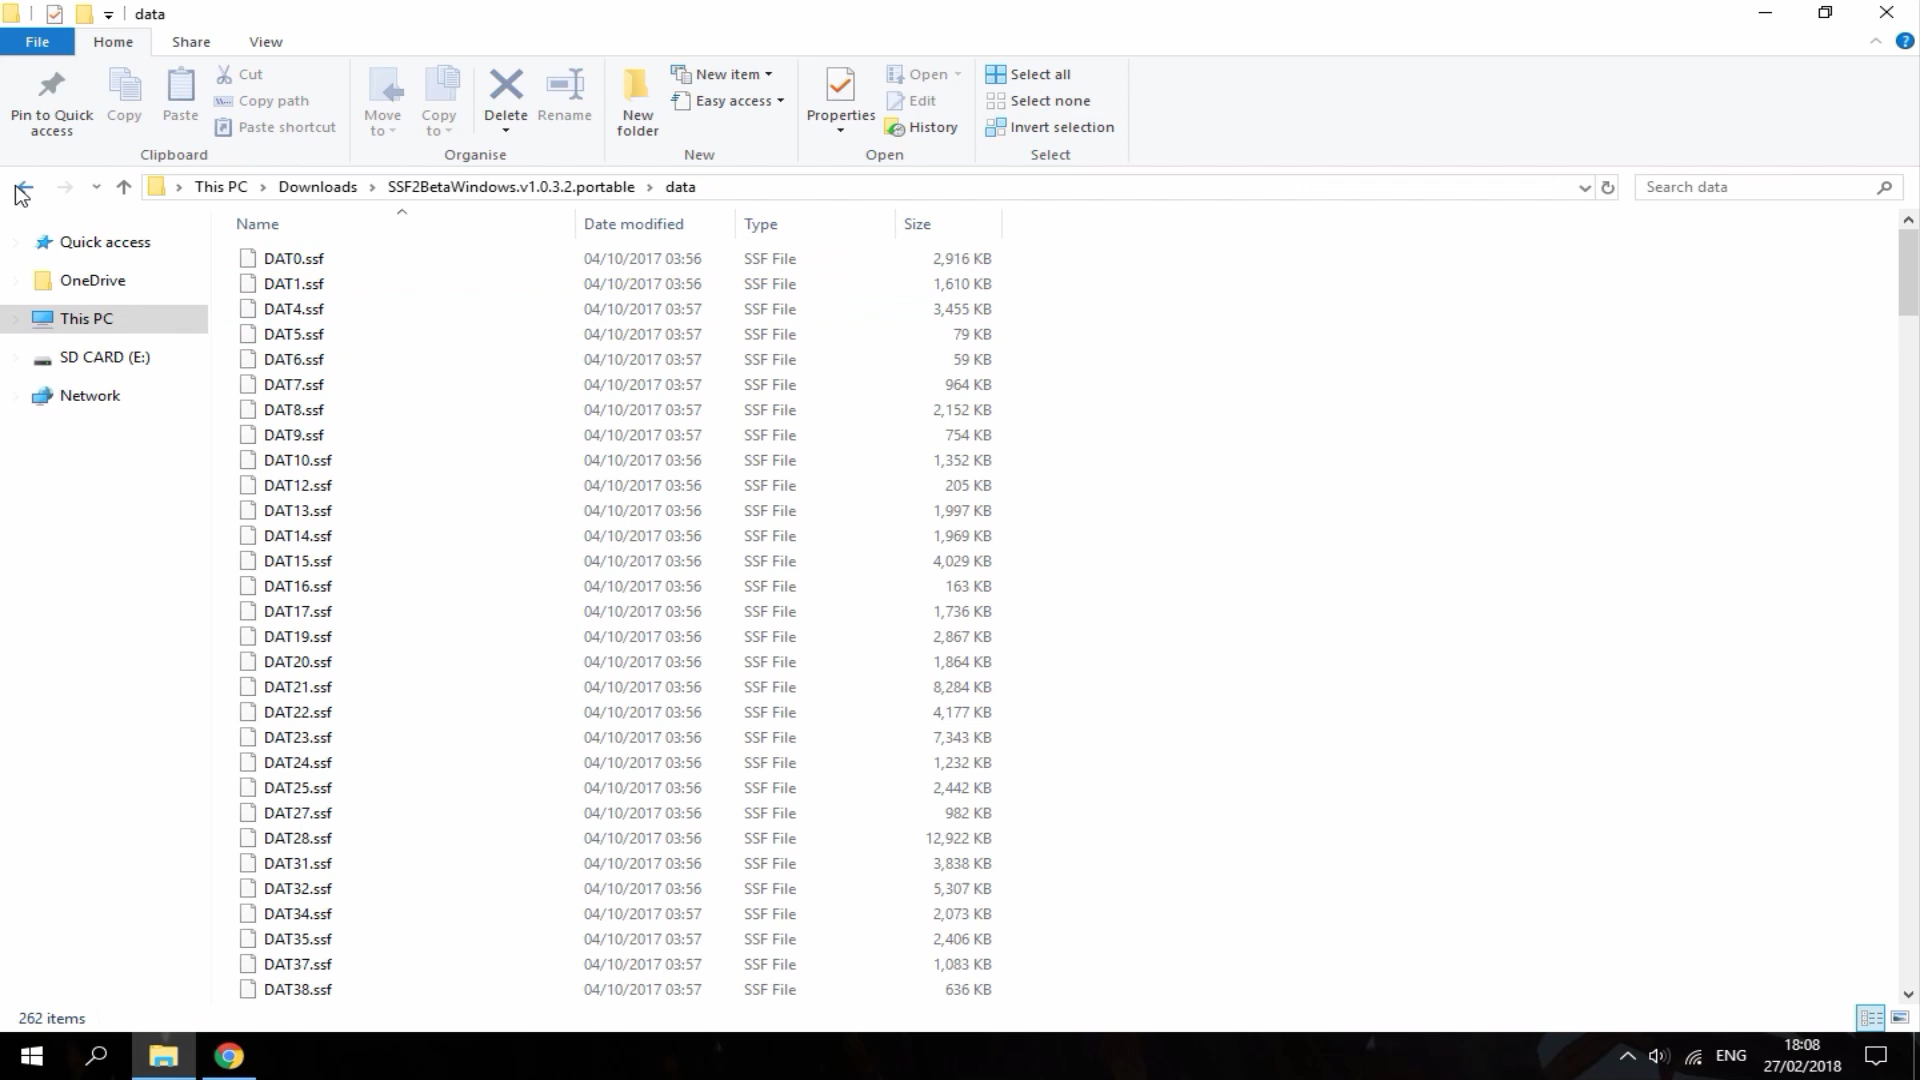 data
File Home Share View
Pin to Quick access
Copy
Paste
Cut
Copy path
Paste shortcut
Clipboard
Move to
Copy to
Delete
Rename
Organise
New folder
New item
Easy access
New
Properties
Open
Edit
History
Open
Select all
Select none
Invert selection
Select
This PC > Downloads > SSF2BetaWindows.v1.0.3.2.portable > data
Search data
Quick access
OneDrive
This PC
SD CARD (E:)
Network
Name Date modified Type Size
DAT0.ssf 04/10/2017 03:56 SSF File 2,916 KB
DAT1.ssf 04/10/2017 03:56 SSF File 1,610 KB
DAT4.ssf 04/10/2017 03:57 SSF File 3,455 KB
DAT5.ssf 04/10/2017 03:57 SSF File 79 KB
DAT6.ssf 04/10/2017 03:57 SSF File 59 KB
DAT7.ssf 04/10/2017 03:57 SSF File 964 KB
DAT8.ssf 04/10/2017 03:57 SSF File 2,152 KB
DAT9.ssf 04/10/2017 03:57 SSF File 754 KB
DAT10.ssf 04/10/2017 03:56 SSF File 1,352 KB
DAT12.ssf 04/10/2017 03:56 SSF File 205 KB
DAT13.ssf 04/10/2017 03:56 SSF File 1,997 KB
DAT14.ssf 04/10/2017 03:56 SSF File 1,969 KB
DAT15.ssf 04/10/2017 03:56 SSF File 4,029 KB
DAT16.ssf 04/10/2017 03:56 SSF File 163 KB
DAT17.ssf 04/10/2017 03:56 SSF File 1,736 KB
DAT19.ssf 04/10/2017 03:56 SSF File 2,867 KB
DAT20.ssf 04/10/2017 03:56 SSF File 1,864 KB
DAT21.ssf 04/10/2017 03:56 SSF File 8,284 KB
DAT22.ssf 04/10/2017 03:56 SSF File 4,177 KB
DAT23.ssf 04/10/2017 03:56 SSF File 7,343 KB
DAT24.ssf 04/10/2017 03:56 SSF File 1,232 KB
DAT25.ssf 04/10/2017 03:56 SSF File 2,442 KB
DAT27.ssf 04/10/2017 03:56 SSF File 982 KB
DAT28.ssf 04/10/2017 03:56 SSF File 12,922 KB
DAT31.ssf 04/10/2017 03:56 SSF File 3,838 KB
DAT32.ssf 04/10/2017 03:56 SSF File 5,307 KB
DAT34.ssf 04/10/2017 03:57 SSF File 2,073 KB
DAT35.ssf 04/10/2017 03:57 SSF File 2,406 KB
DAT37.ssf 04/10/2017 03:57 SSF File 1,083 KB
DAT38.ssf 04/10/2017 03:57 SSF File 636 KB
262 items
ENG
18:08
27/02/2018